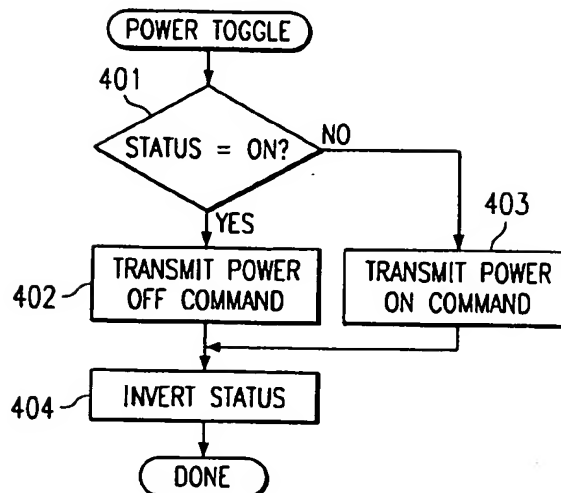 POWER TOGGLE
401
STATUS = ON?
NO
YES
403
402
TRANSMIT POWER
OFF COMMAND
TRANSMIT POWER
ON COMMAND
404
INVERT STATUS
DONE